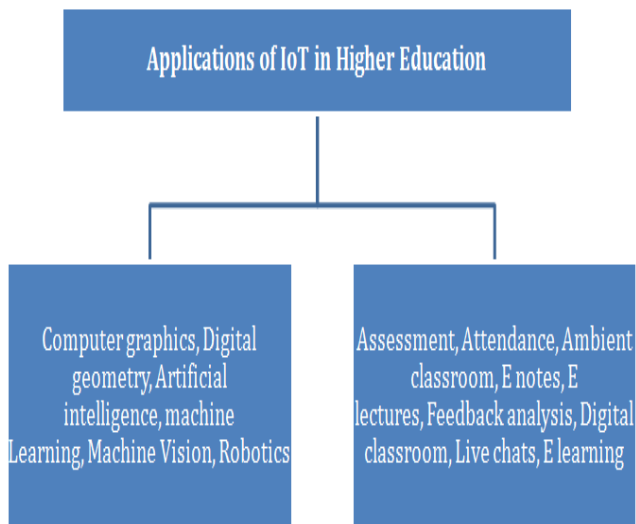 Applications of IoT in Higher Education
Computer graphics, Digital
geometry, Artificial
intelligence, machine
Learning, Machine Vision, Robotics
Assessment, Attendance, Ambient
classroom, E notes, E
lectures, Feedback analysis, Digital
classroom, Live chats, E learning